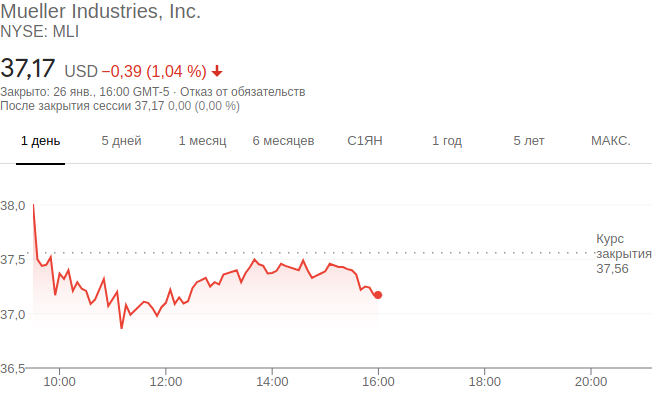 Mueller Industries, Inc.
NYSE: MLI
37,17 USD −0,39 (1,04 %)
Закрыто: 26 янв., 16:00 GMT-5 · Отказ от обязательств
После закрытия сессии 37,17 0,00 (0,00 %)
1 день 5 дней 1 месяц 6 месяцев С1ЯН 1 год 5 лет МАКС.
38,0
37,5
37,0
36,5
Курс
закрытия
37,56
10:00 12:00 14:00 16:00 18:00 20:00